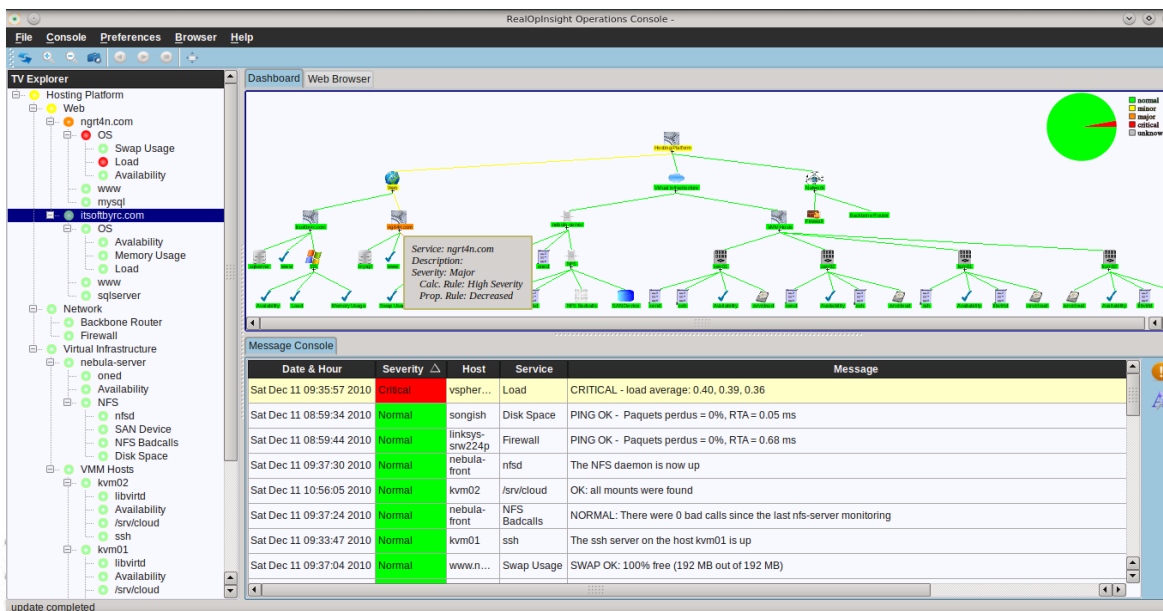 RealOpInsight Operations Console -
File Console Preferences Browser Help
TV Explorer
Hosting Platform
Web
ngrt4n.com
OS
Swap Usage
Load
Availability
www
mysql
itsoftbyrc.com
OS
Avalability
Memory Usage
Load
www
sqlserver
Network
Backbone Router
Firewall
Virtual Infrastructure
nebula-server
oned
Availability
NFS
nfsd
SAN Device
NFS Badcalls
Disk Space
VMM Hosts
kvm02
libvirtd
Availability
/srv/cloud
ssh
kvm01
libvirtd
Availability
/srv/cloud
Dashboard Web Browser
normal
minor
major
critical
unknow
Hosting Platform
Virtual Infrastructure
Service: ngrt4n.com
Description:
Severity: Major
Calc. Rule: High Severity
Prop. Rule: Decreased
Message Console
Date & Hour Severity Host Service Message
Sat Dec 11 09:35:57 2010 Critical vspher... Load CRITICAL - load average: 0.40, 0.39, 0.36
Sat Dec 11 08:59:34 2010 Normal songish Disk Space PING OK - Paquets perdus = 0%, RTA = 0.05 ms
Sat Dec 11 08:59:44 2010 Normal linksys-srw224p Firewall PING OK - Paquets perdus = 0%, RTA = 0.68 ms
Sat Dec 11 09:37:30 2010 Normal nebula-front nfsd The NFS daemon is now up
Sat Dec 11 10:56:05 2010 Normal kvm02 /srv/cloud OK: all mounts were found
Sat Dec 11 09:37:24 2010 Normal nebula-front NFS Badcalls NORMAL: There were 0 bad calls since the last nfs-server monitoring
Sat Dec 11 09:33:47 2010 Normal kvm01 ssh The ssh server on the host kvm01 is up
Sat Dec 11 09:37:04 2010 Normal www.n... Swap Usage SWAP OK: 100% free (192 MB out of 192 MB)
update completed